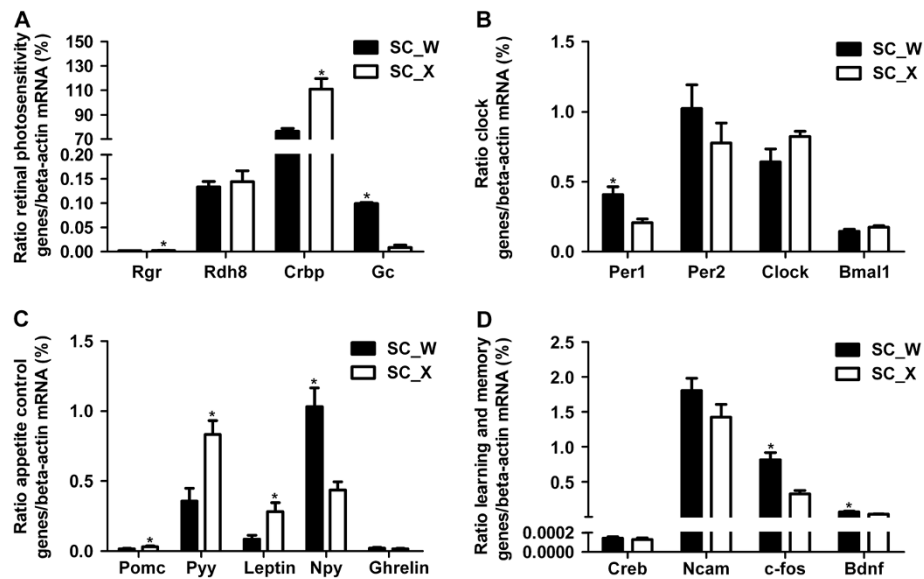 A
Ratio retinal photosensitivity
genes/beta-actin mRNA (%)
150
130
110
90
70
0.20
0.15
0.10
0.05
0.00
SC_W
SC_X
*
*
*
Rgr
Rdh8
Crbp
Gc
B
Ratio clock
genes/beta-actin mRNA (%)
1.5
1.0
0.5
0.0
SC_W
SC_X
*
Per1
Per2
Clock
Bmal1
C
Ratio appetite control
genes/beta-actin mRNA (%)
1.5
1.0
0.5
0.0
SC_W
SC_X
*
*
*
*
Pomc
Pyy
Leptin
Npy
Ghrelin
D
Ratio learning and memory
genes/beta-actin mRNA (%)
2.5
2.0
1.5
1.0
0.5
0.0002
0.0000
SC_W
SC_X
*
*
Creb
Ncam
c-fos
Bdnf